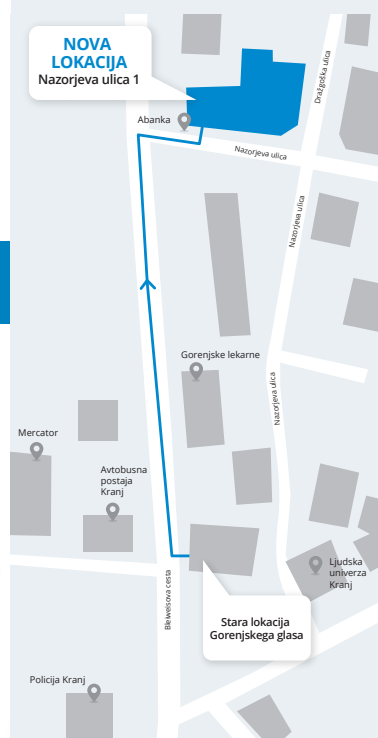 NOVA
LOKACIJA
Nazorjeva ulica 1
Dražgoška ulica
Abanka
Nazorjeva ulica
Nazorjeva ulica
Gorenjske lekarne
Nazorjeva ulica
Mercator
Avtobusna
postaja
Kranj
Ljudska
univerza
Kranj
Bleiweisova cesta
Stara lokacija
Gorenjskega glasa
Policija Kranj